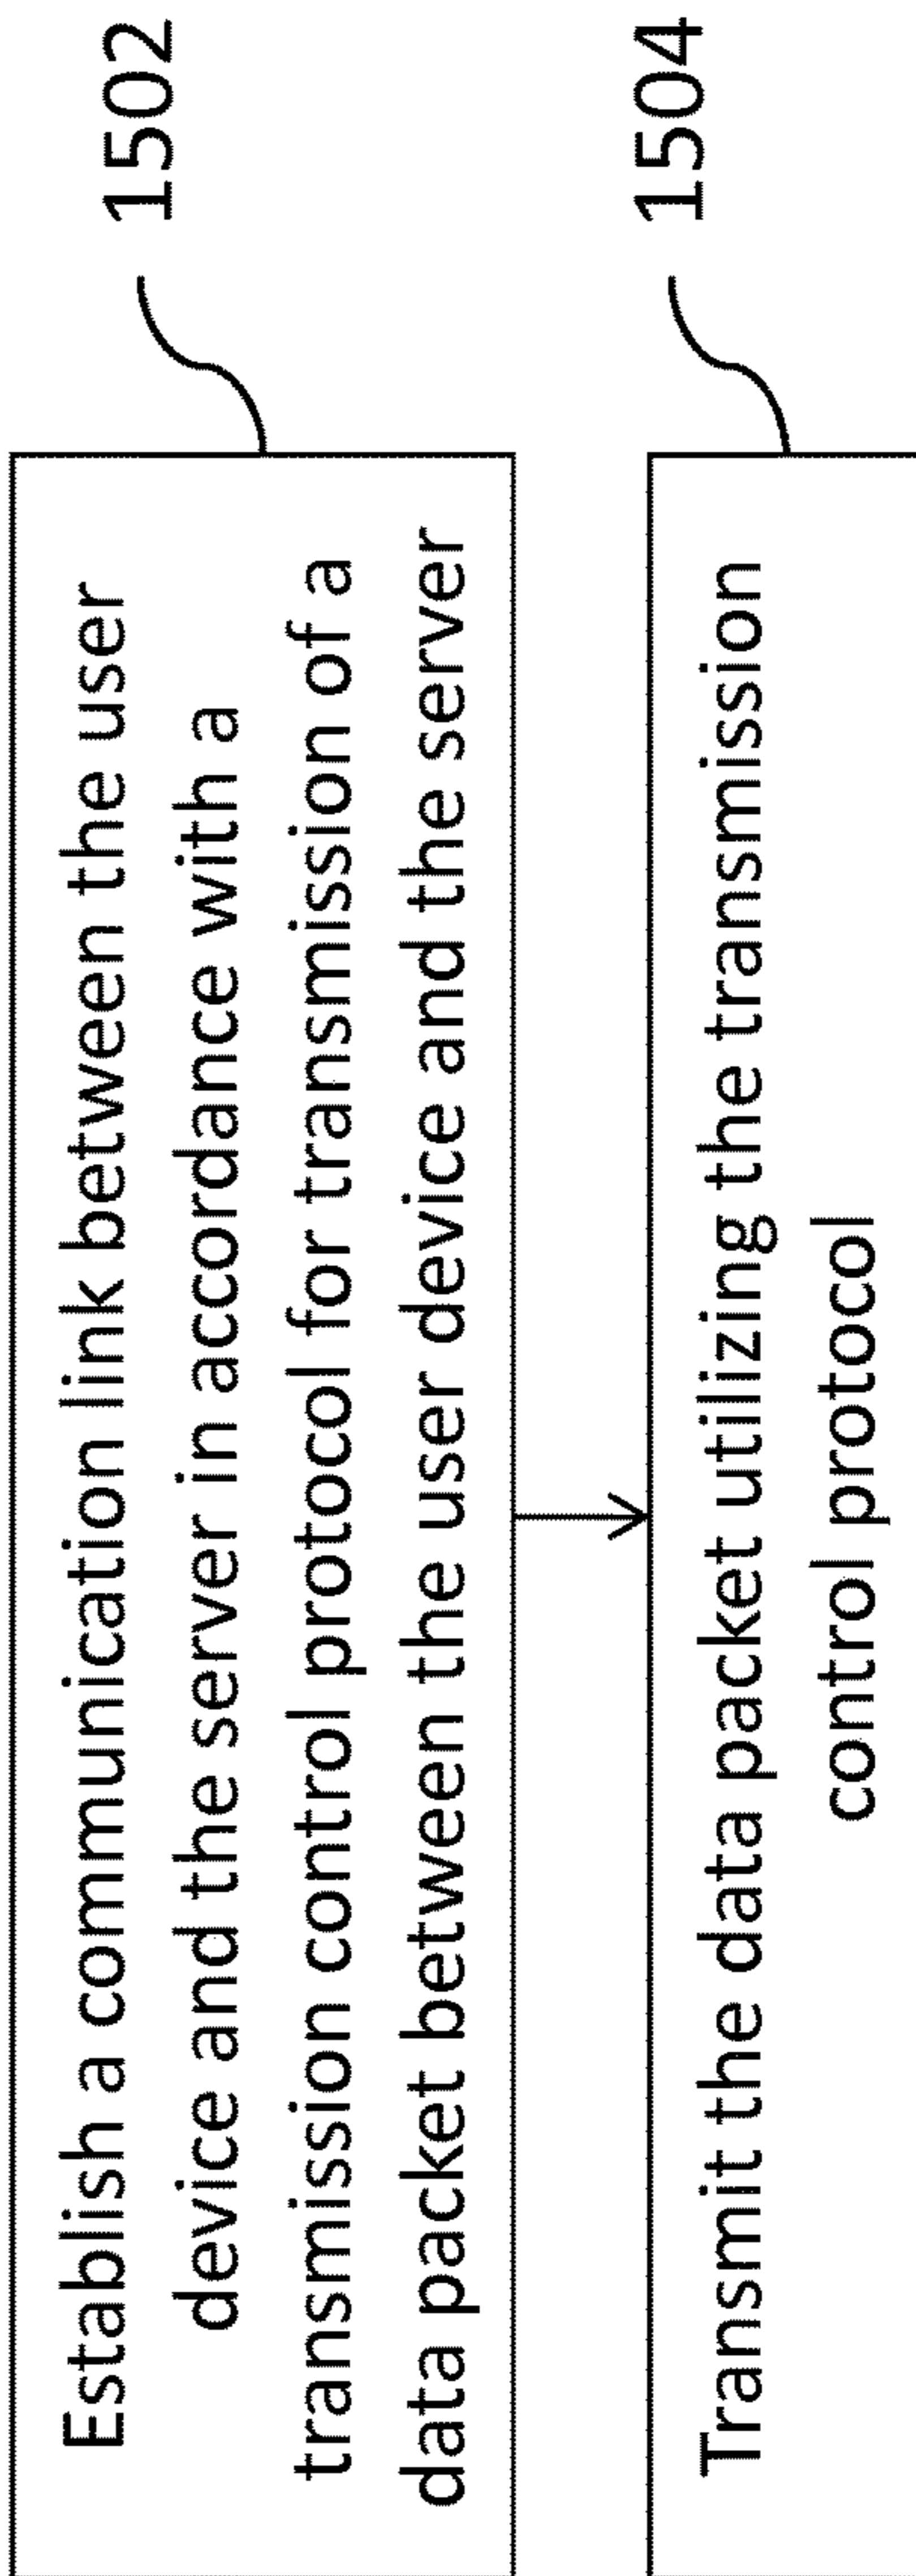 Establish a communication link between the user
device and the server in accordance with a
transmission control protocol for transmission of a
data packet between the user device and the server
1502
Transmit the data packet utilizing the transmission
control protocol
1504